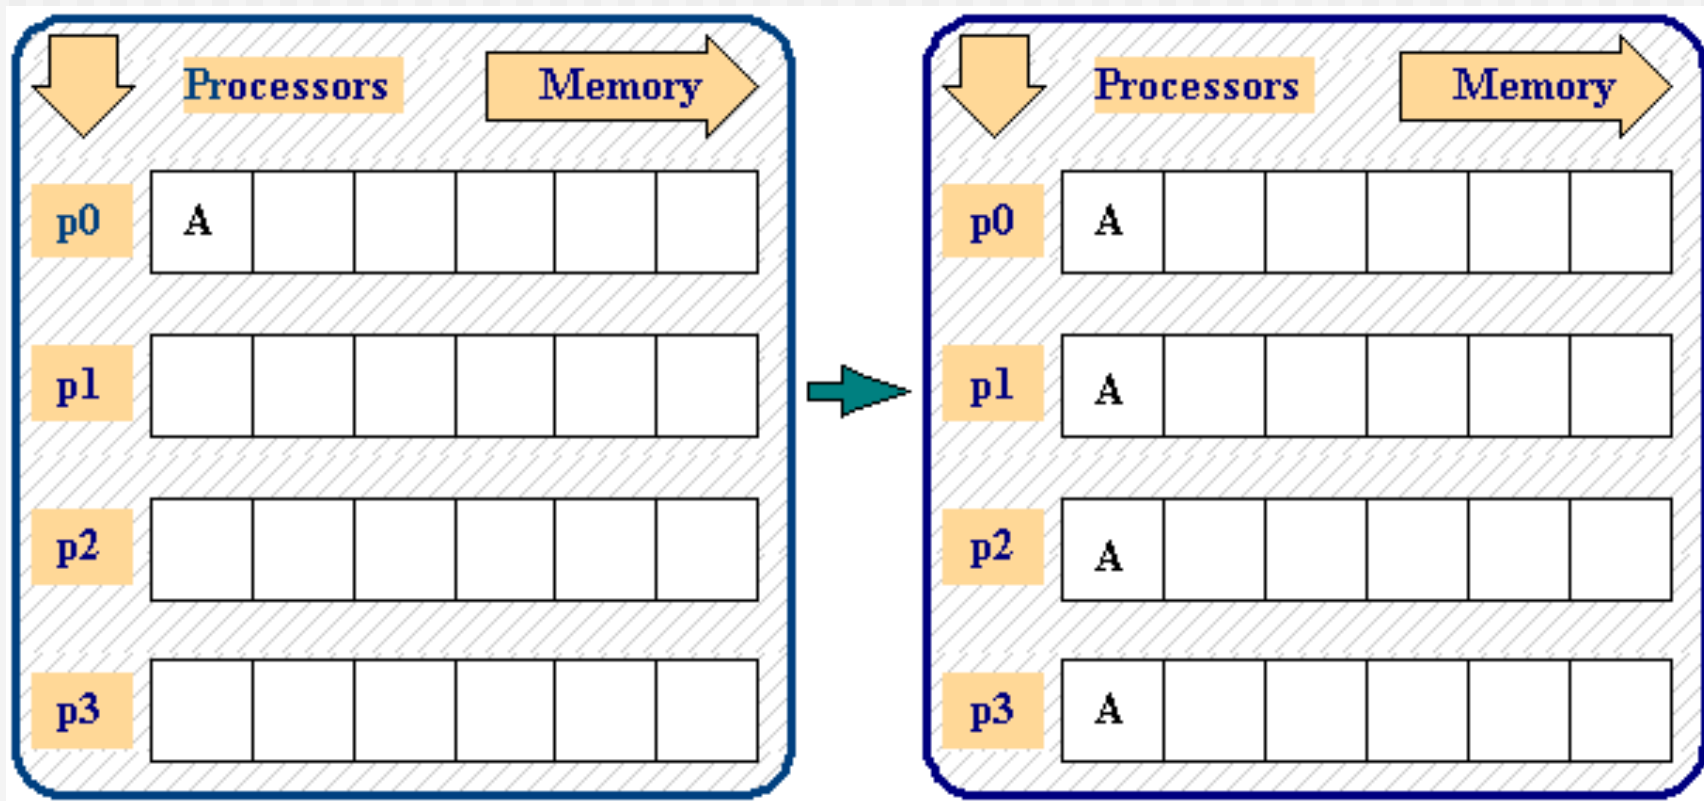 Processors Memory
p0 A
p1
p2
p3
Processors Memory
p0 A
p1 A
p2 A
p3 A